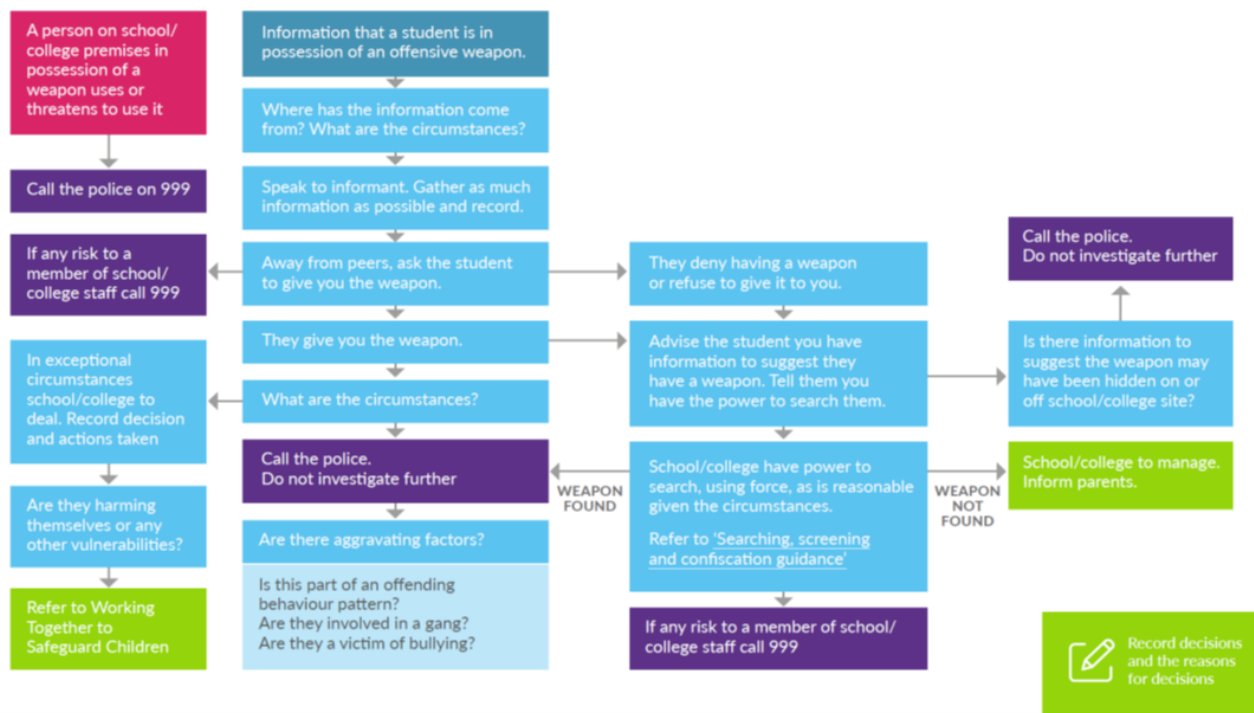 A person on school/
college premises in
possession of a
weapon uses or
threatens to use it
Call the police on 999
If any risk to a
member of school/
college staff call 999
In exceptional
circumstances
school/college to
deal. Record decision
and actions taken
Are they harming
themselves or any
other vulnerabilities?
Refer to Working
Together to
Safeguard Children
Information that a student is in
possession of an offensive weapon.
Where has the information come
from? What are the circumstances?
Speak to informant. Gather as much
information as possible and record.
Away from peers, ask the student
to give you the weapon.
They give you the weapon.
What are the circumstances?
Call the police.
Do not investigate further
Are there aggravating factors?
Is this part of an offending
behaviour pattern?
Are they involved in a gang?
Are they a victim of bullying?
They deny having a weapon
or refuse to give it to you.
Advise the student you have
information to suggest they
have a weapon. Tell them you
have the power to search them.
WEAPON
FOUND
School/college have power to
search, using force, as is reasonable
given the circumstances.
Refer to 'Searching, screening
and confiscation guidance'
WEAPON
NOT
FOUND
If any risk to a member of school/
college staff call 999
Call the police.
Do not investigate further
Is there information to
suggest the weapon may
have been hidden on or
off school/college site?
School/college to manage.
Inform parents.
Record decisions
and the reasons
for decisions